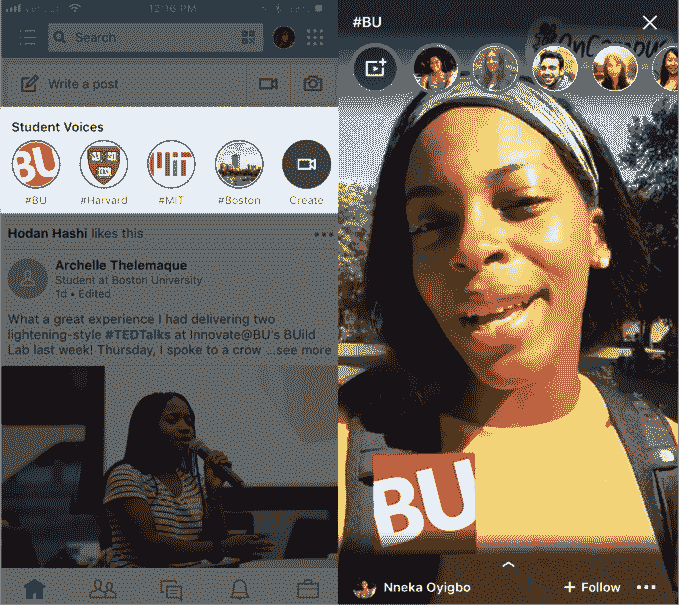 12:16 PM
Search
Write a post
Student Voices
BU
MIT
#BU
#Harvard
#MIT
#Boston
Create
Hodan Hashi likes this
Archelle Thelemaque
Student at Boston University
1d • Edited
What a great experience I had delivering two
lightening-style #TEDTalks at Innovate@BU's BUild
Lab last week! Thursday, I spoke to a crow ...see more
#BU
OnCampus
BU
Nneka Oyigbo
+ Follow